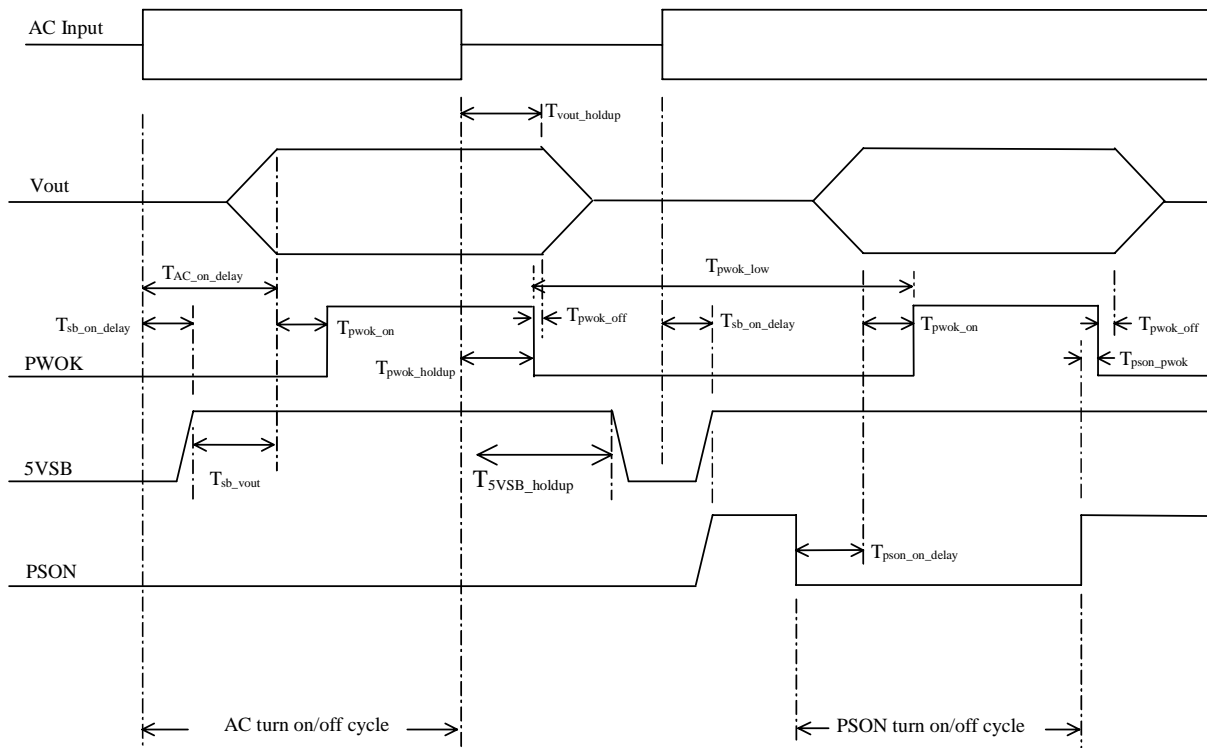 AC Input
Tvout_holdup
Vout
TAC_on_delay
Tpwok_low
Tsb_on_delay
Tpwok_on
Tpwok_off
Tsb_on_delay
Tpwok_on
Tpwok_off
PWOK
Tpwok_holdup
Tpson_pwok
5VSB
Tsb_vout
T5VSB_holdup
PSON
Tpson_on_delay
AC turn on/off cycle
PSON turn on/off cycle